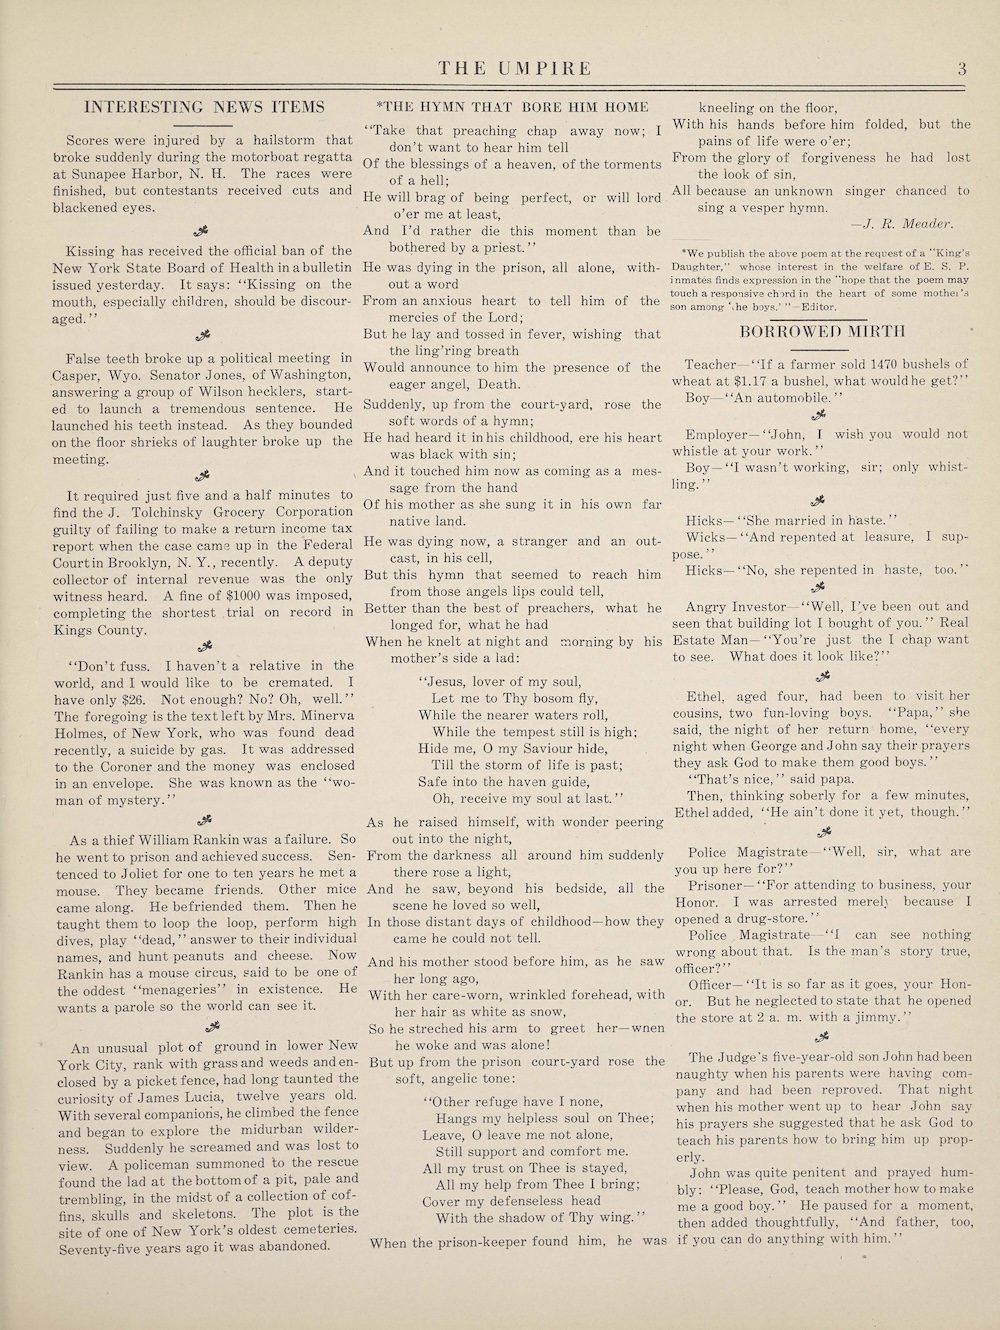 THE UMPIRE
3
INTERESTING NEWS ITEMS
Scores were injured by a hailstorm that
broke suddenly during the motorboat regatta
at Sunapee Harbor, N. H. The races were
finished, but contestants received cuts and
blackened eyes.
Kissing has received the official ban of the
New York State Board of Health in a bulletin
issued yesterday. It says: “Kissing on the
mouth, especially children, should be discour-
aged.”
False teeth broke up a political meeting in
Casper, Wyo. Senator Jones, of Washington,
answering a group of Wilson hecklers, start-
ed to launch a tremendous sentence. He
launched his teeth instead. As they bounded
on the floor shrieks of laughter broke up the
meeting.
It required just five and a half minutes to
find the J. Tolchinsky Grocery Corporation
guilty of failing to make a return income tax
report when the case came up in the Federal
Court in Brooklyn, N. Y., recently. A deputy
collector of internal revenue was the only
witness heard. A fine of $1000 was imposed,
completing the shortest trial on record in
Kings County.
“Don’t fuss. I haven’t a relative in the
world, and I would like to be cremated. I
have only $26. Not enough? No? Oh, well.”
The foregoing is the text left by Mrs. Minerva
Holmes, of New York, who was found dead
recently, a suicide by gas. It was addressed
to the Coroner and the money was enclosed
in an envelope. She was known as the “wo-
man of mystery.”
As a thief William Rankin was a failure. So
he went to prison and achieved success. Sen-
tenced to Joliet for one to ten years he met a
mouse. They became friends. Other mice
came along. He befriended them. Then he
taught them to loop the loop, perform high
dives, play “dead,” answer to their individual
names, and hunt peanuts and cheese. Now
Rankin has a mouse circus, said to be one of
the oddest “menageries” in existence. He
wants a parole so the world can see it.
An unusual plot of ground in lower New
York City, rank with grass and weeds and en-
closed by a picket fence, had long taunted the
curiosity of James Lucia, twelve years old.
With several companions, he climbed the fence
and began to explore the midurban wilder-
ness. Suddenly he screamed and was lost to
view. A policeman summoned to the rescue
found the lad at the bottom of a pit, pale and
trembling, in the midst of a collection of cof-
fins, skulls and skeletons. The plot is the
site of one of New York’s oldest cemeteries.
Seventy-five years ago it was abandoned.
*THE HYMN THAT BORE HIM HOME
“Take that preaching chap away now; I
don’t want to hear him tell
Of the blessings of a heaven, of the torments
of a hell;
He will brag of being perfect, or will lord
o’er me at least,
And I’d rather die this moment than be
bothered by a priest.”
He was dying in the prison, all alone, with-
out a word
From an anxious heart to tell him of the
mercies of the Lord;
But he lay and tossed in fever, wishing that
the ling’ring breath
Would announce to him the presence of the
eager angel, Death.
Suddenly, up from the court-yard, rose the
soft words of a hymn;
He had heard it in his childhood, ere his heart
was black with sin;
And it touched him now as coming as a mes-
sage from the hand
Of his mother as she sung it in his own far
native land.
He was dying now, a stranger and an out-
cast, in his cell,
But this hymn that seemed to reach him
from those angels lips could tell,
Better than the best of preachers, what he
longed for, what he had
When he knelt at night and morning by his
mother’s side a lad:
“Jesus, lover of my soul,
Let me to Thy bosom fly,
While the nearer waters roll,
While the tempest still is high;
Hide me, O my Saviour hide,
Till the storm of life is past;
Safe into the haven guide,
Oh, receive my soul at last.”
As he raised himself, with wonder peering
out into the night,
From the darkness all around him suddenly
there rose a light,
And he saw, beyond his bedside, all the
scene he loved so well,
In those distant days of childhood—how they
came he could not tell.
And his mother stood before him, as he saw
her long ago,
With her care-worn, wrinkled forehead, with
her hair as white as snow,
So he streched his arm to greet her—wnen
he woke and was alone!
But up from the prison court-yard rose the
soft, angelic tone:
“Other refuge have I none,
Hangs my helpless soul on Thee;
Leave, O leave me not alone,
Still support and comfort me.
All my trust on Thee is stayed,
All my help from Thee I bring;
Cover my defenseless head
With the shadow of Thy wing.”
When the prison-keeper found him, he was
kneeling on the floor,
With his hands before him folded, but the
pains of life were o’er;
From the glory of forgiveness he had lost
the look of sin,
All because an unknown singer chanced to
sing a vesper hymn.
—J. R. Meader.
*We publish the above poem at the request of a “King’s
Daughter,” whose interest in the welfare of E. S. P.
inmates finds expression in the “hope that the poem may
touch a responsive chord in the heart of some mother’s
son among ‘the boys.’ ”—Editor.
BORROWED MIRTH
Teacher—“If a farmer sold 1470 bushels of
wheat at $1.17 a bushel, what would he get?”
Boy—“An automobile.”
Employer—“John, I wish you would not
whistle at your work.”
Boy—“I wasn’t working, sir; only whist-
ling.”
Hicks—“She married in haste.”
Wicks—“And repented at leasure, I sup-
pose.”
Hicks—“No, she repented in haste, too.”
Angry Investor—“Well, I’ve been out and
seen that building lot I bought of you.” Real
Estate Man—“You’re just the I chap want
to see. What does it look like?”
Ethel, aged four, had been to visit her
cousins, two fun-loving boys. “Papa,” she
said, the night of her return home, “every
night when George and John say their prayers
they ask God to make them good boys.”
“That’s nice,” said papa.
Then, thinking soberly for a few minutes,
Ethel added, “He ain’t done it yet, though.”
Police Magistrate—“Well, sir, what are
you up here for?”
Prisoner—“For attending to business, your
Honor. I was arrested merely because I
opened a drug-store.”
Police Magistrate—“I can see nothing
wrong about that. Is the man’s story true,
officer?”
Officer—“It is so far as it goes, your Hon-
or. But he neglected to state that he opened
the store at 2 a. m. with a jimmy.”
The Judge’s five-year-old son John had been
naughty when his parents were having com-
pany and had been reproved. That night
when his mother went up to hear John say
his prayers she suggested that he ask God to
teach his parents how to bring him up prop-
erly.
John was quite penitent and prayed hum-
bly: “Please, God, teach mother how to make
me a good boy.” He paused for a moment,
then added thoughtfully, “And father, too,
if you can do anything with him.”